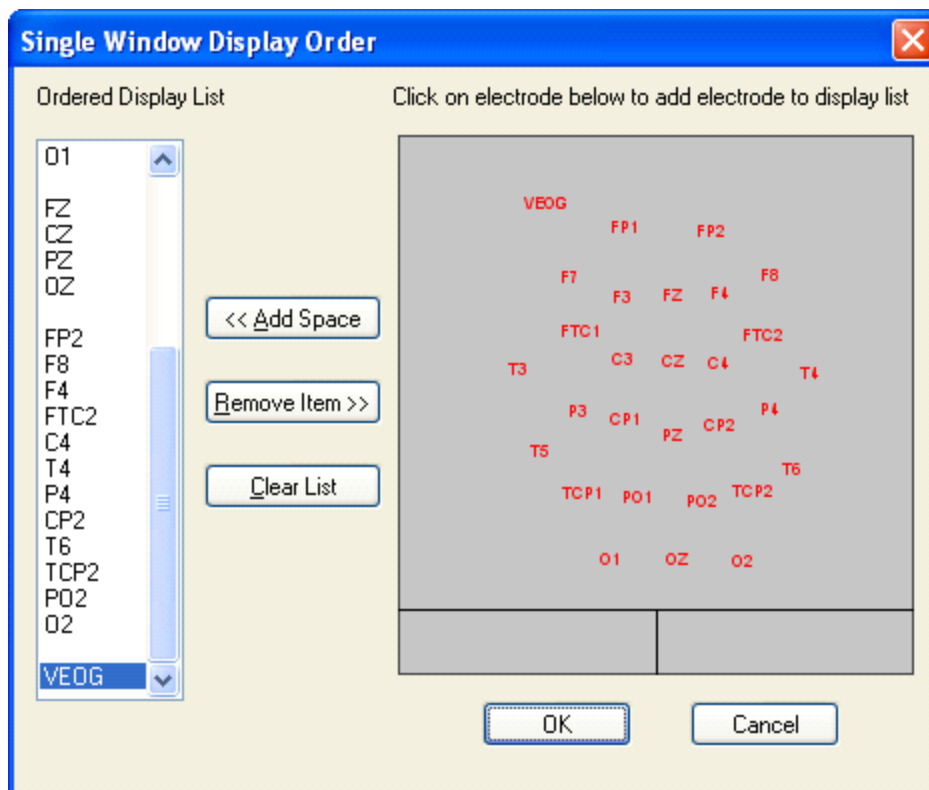 Single Window Display Order
Ordered Display List
Click on electrode below to add electrode to display list
O1
FZ
CZ
PZ
OZ
FP2
F8
F4
FTC2
C4
T4
P4
CP2
T6
TCP2
PO2
O2
VEOG
<< Add Space
Remove Item >>
Clear List
VEOG
FP1 FP2
F7 F3 FZ F4 F8
FTC1 FTC2
T3 C3 CZ C4 T4
P3 CP1 PZ CP2 P4
T5 T6
TCP1 PO1 PO2 TCP2
O1 OZ O2
OK Cancel